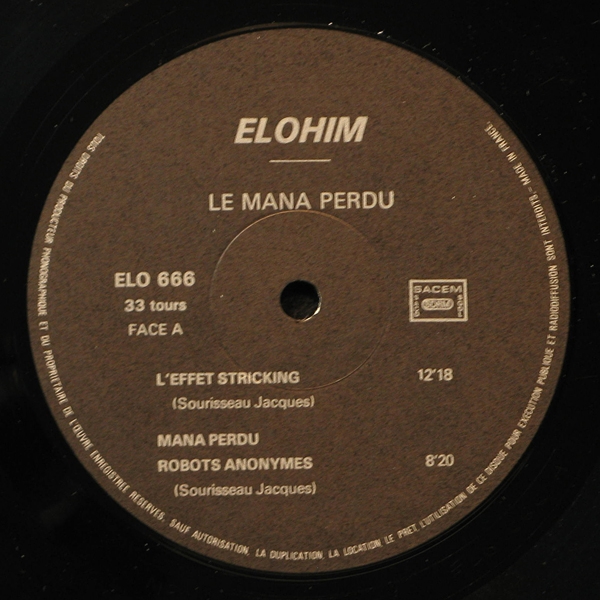 ELOHIM
LE MANA PERDU
ELO 666
33 tours
FACE A
SACEM
L'EFFET STRICKING 12'18
(Sourisseau Jacques)
MANA PERDU
ROBOTS ANONYMES 8'20
(Sourisseau Jacques)
TOUS DROITS DU PRODUCTEUR PHONOGRAPHIQUE ET DU PROPRIETAIRE DE L'ŒUVRE ENREGISTREE RESERVES, SAUF AUTORISATION, LA DUPLICATION, LA LOCATION LE PRET, L'UTILISATION DE CE DISQUE POUR EXECUTION PUBLIQUE ET RADIODIFFUSION SONT INTERDITS.- MADE IN FRANCE.